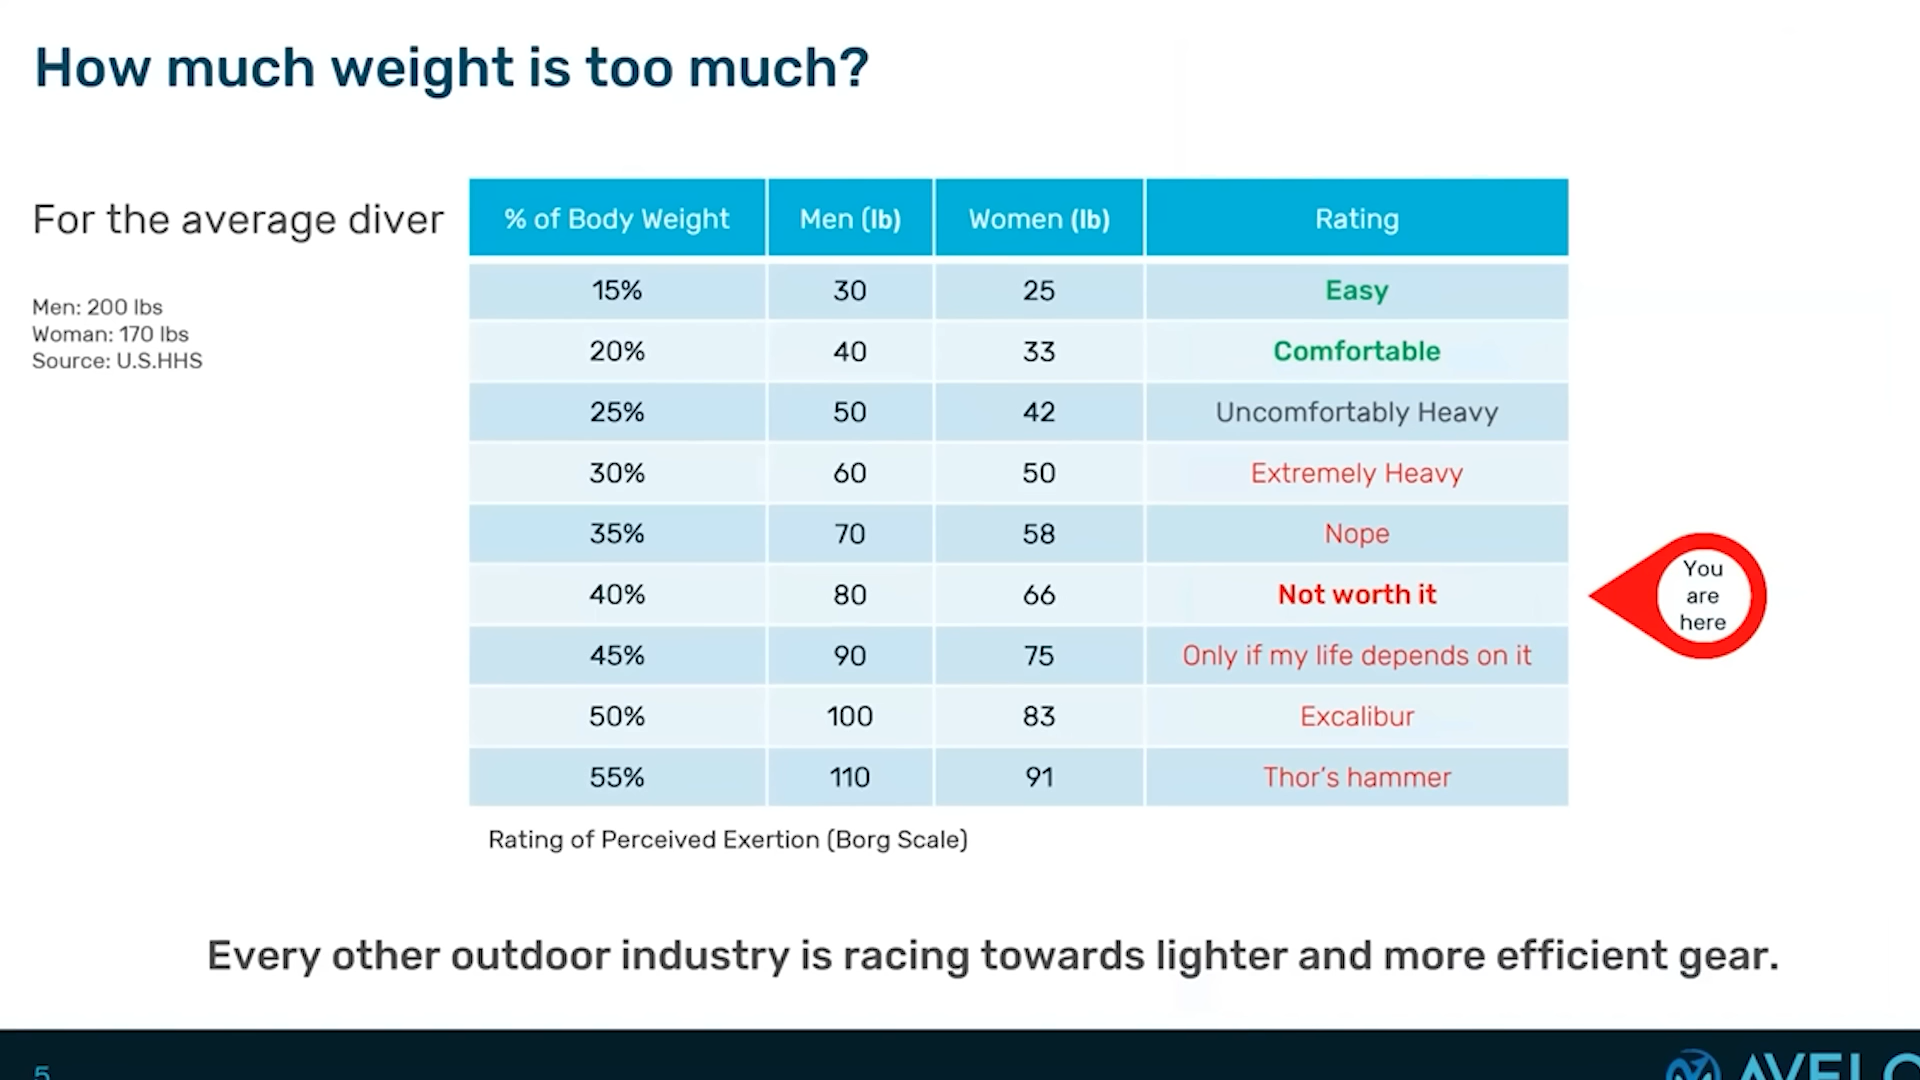 How much weight is too much?
For the average diver
Men: 200 lbs
Woman: 170 lbs
Source: U.S.HHS
% of Body Weight Men (lb) Women (lb) Rating
15% 30 25 Easy
20% 40 33 Comfortable
25% 50 42 Uncomfortably Heavy
30% 60 50 Extremely Heavy
35% 70 58 Nope
40% 80 66 Not worth it
45% 90 75 Only if my life depends on it
50% 100 83 Excalibur
55% 110 91 Thor's hammer
You
are
here
Rating of Perceived Exertion (Borg Scale)
Every other outdoor industry is racing towards lighter and more efficient gear.
5
AVELO